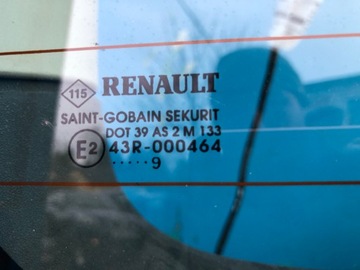 115 RENAULT
SAINT-GOBAIN SEKURIT
DOT 39 AS 2 M 133
E2 43R-000464
.....9